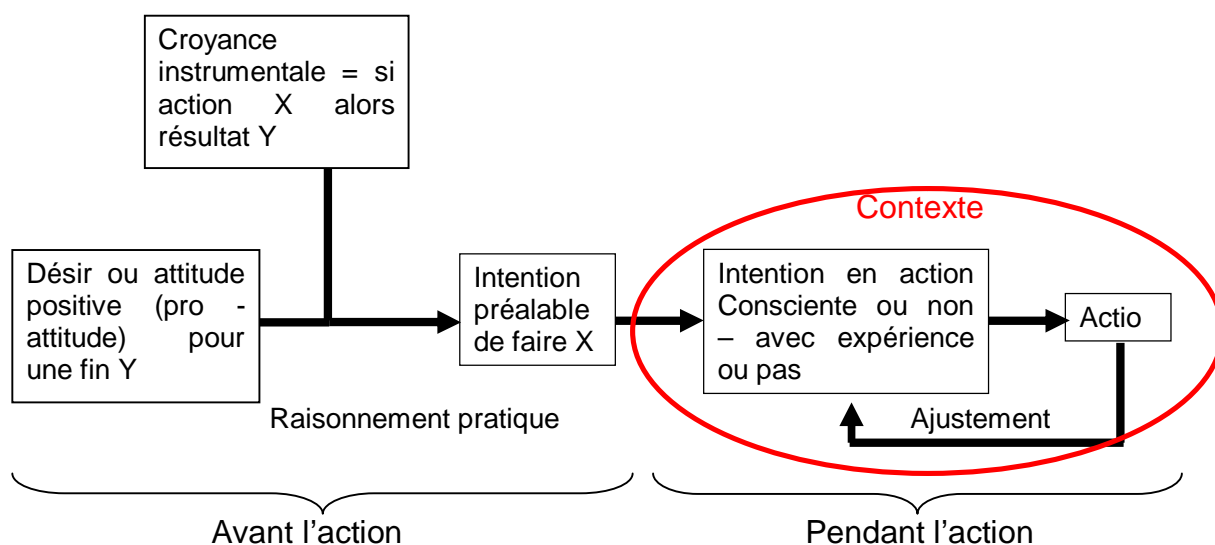 Croyance
instrumentale = si
action X alors
résultat Y
Contexte
Désir ou attitude
positive (pro -
attitude) pour
une fin Y
Intention
préalable
de faire X
Intention en action
Consciente ou non
– avec expérience
ou pas
Actio
Raisonnement pratique
Ajustement
Avant l’action
Pendant l’action